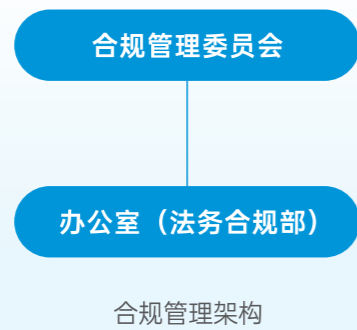 合规管理委员会
办公室（法务合规部）
合规管理架构